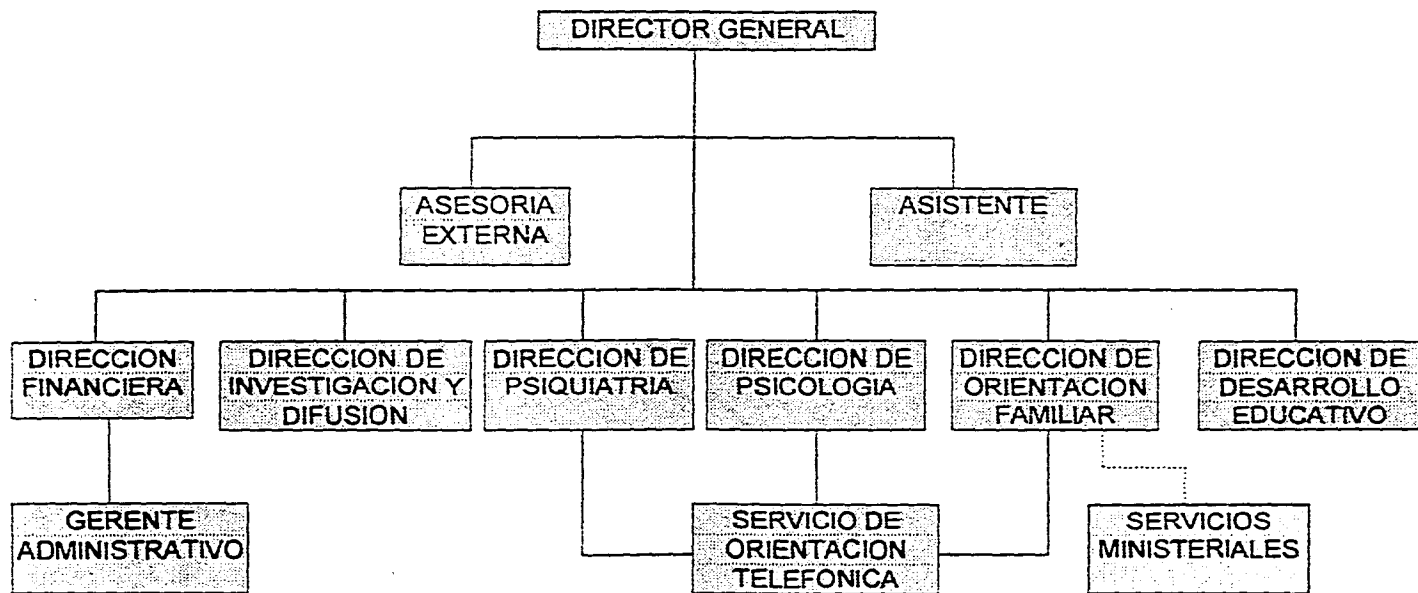 DIRECTOR GENERAL
ASESORIA
EXTERNA
ASISTENTE
DIRECCION
FINANCIERA
DIRECCION DE
INVESTIGACION Y
DIFUSION
DIRECCION DE
PSIQUIATRIA
DIRECCION DE
PSICOLOGIA
DIRECCION DE
ORIENTACION
FAMILIAR
DIRECCION DE
DESARROLLO
EDUCATIVO
GERENTE
ADMINISTRATIVO
SERVICIO DE
ORIENTACION
TELEFONICA
SERVICIOS
MINISTERIALES